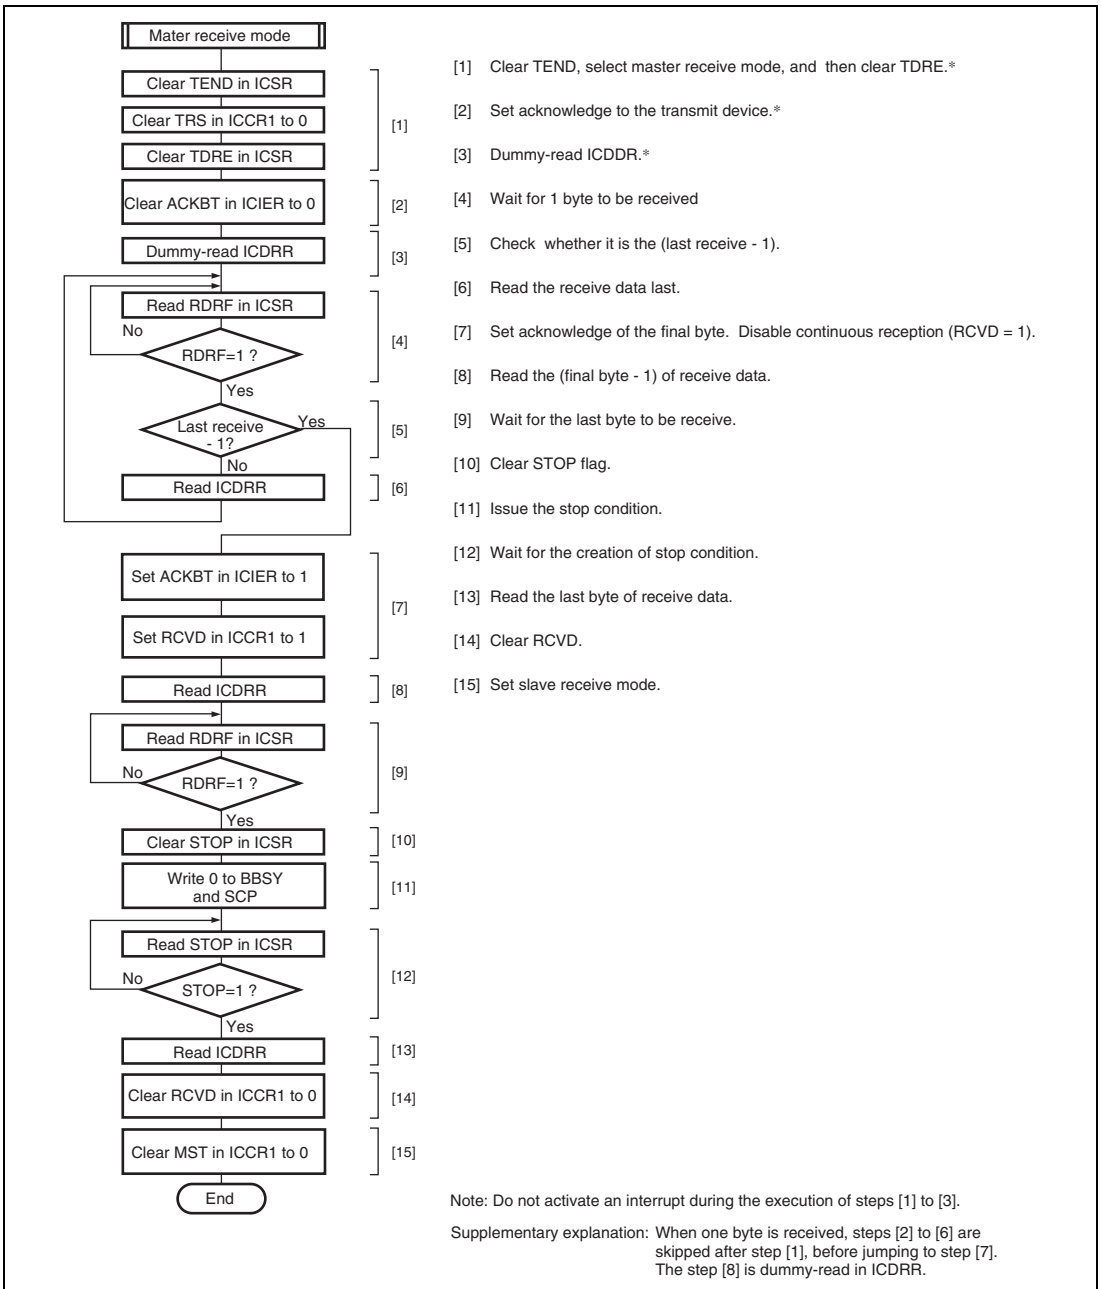 Mater receive mode
Clear TEND in ICSR
Clear TRS in ICCR1 to 0
Clear TDRE in ICSR
[1]
Clear ACKBT in ICIER to 0
[2]
Dummy-read ICDRR
[3]
Read RDRF in ICSR
No
RDRF=1 ?
[4]
Yes
Last receive
- 1?
Yes
[5]
No
Read ICDRR
[6]
Set ACKBT in ICIER to 1
[7]
Set RCVD in ICCR1 to 1
Read ICDRR
[8]
Read RDRF in ICSR
No
RDRF=1 ?
[9]
Yes
Clear STOP in ICSR
[10]
Write 0 to BBSY
and SCP
[11]
Read STOP in ICSR
No
STOP=1 ?
[12]
Yes
Read ICDRR
[13]
Clear RCVD in ICCR1 to 0
[14]
Clear MST in ICCR1 to 0
[15]
End
[1] Clear TEND, select master receive mode, and then clear TDRE.*
[2] Set acknowledge to the transmit device.*
[3] Dummy-read ICDDR.*
[4] Wait for 1 byte to be received
[5] Check whether it is the (last receive - 1).
[6] Read the receive data last.
[7] Set acknowledge of the final byte. Disable continuous reception (RCVD = 1).
[8] Read the (final byte - 1) of receive data.
[9] Wait for the last byte to be receive.
[10] Clear STOP flag.
[11] Issue the stop condition.
[12] Wait for the creation of stop condition.
[13] Read the last byte of receive data.
[14] Clear RCVD.
[15] Set slave receive mode.
Note: Do not activate an interrupt during the execution of steps [1] to [3].
Supplementary explanation: When one byte is received, steps [2] to [6] are
skipped after step [1], before jumping to step [7].
The step [8] is dummy-read in ICDRR.